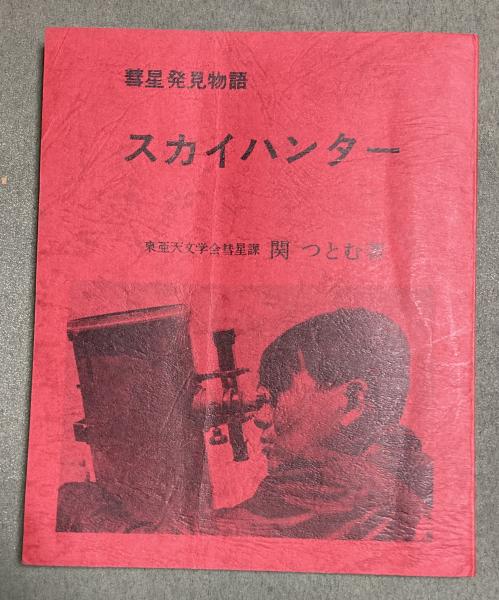 彗星発見物語
スカイハンター
東亜天文学会彗星課 関 つとむ著